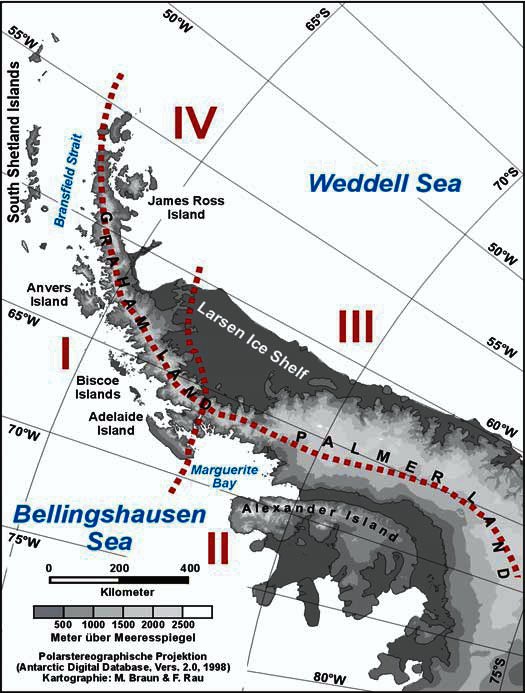 55°W
50°W
65°S
South Shetland Islands
Bransfield Strait
IV
Weddell Sea
70°S
James Ross
Island
50°W
GRAHAM LAND
Anvers
Island
65°W
Larsen Ice Shelf
III
55°W
I
Biscoe
Islands
Adelaide
Island
60°W
70°W
PALMER LAND
Marguerite
Bay
Alexander Island
Bellingshausen
Sea
II
75°W
0 200 400
Kilometer
500 1000 1500 2000 2500
Meter über Meeresspiegel
Polarstereographische Projektion
(Antarctic Digital Database, Vers. 2.0, 1998)
Kartographie: M. Braun & F. Rau
80°W
75°S